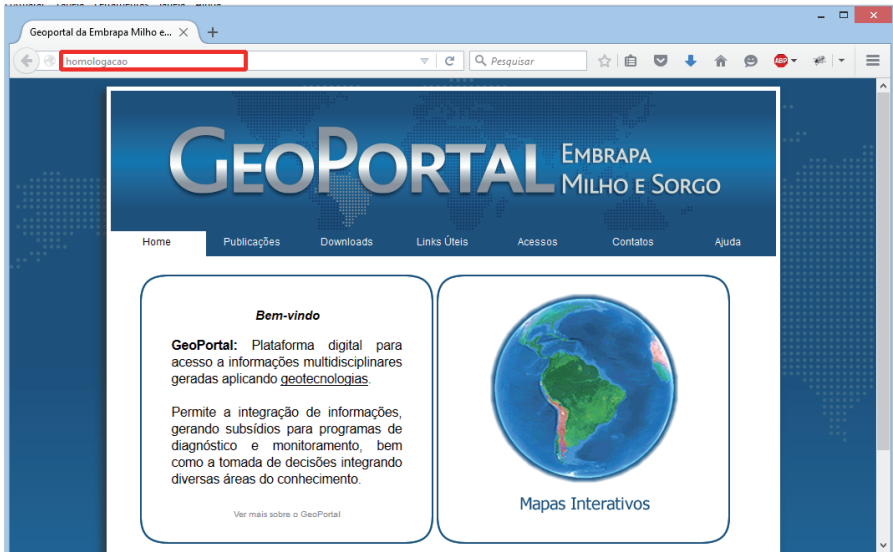 Geoportal da Embrapa Milho e...
homologacao
Pesquisar
ABP
GEOPORTAL
EMBRAPA
MILHO E SORGO
Home Publicações Downloads Links Úteis Acessos Contatos Ajuda
Bem-vindo
GeoPortal: Plataforma digital para
acesso a informações multidisciplinares
geradas aplicando geotecnologias.
Permite a integração de informações,
gerando subsídios para programas de
diagnóstico e monitoramento, bem
como a tomada de decisões integrando
diversas áreas do conhecimento.
Ver mais sobre o GeoPortal
Mapas Interativos